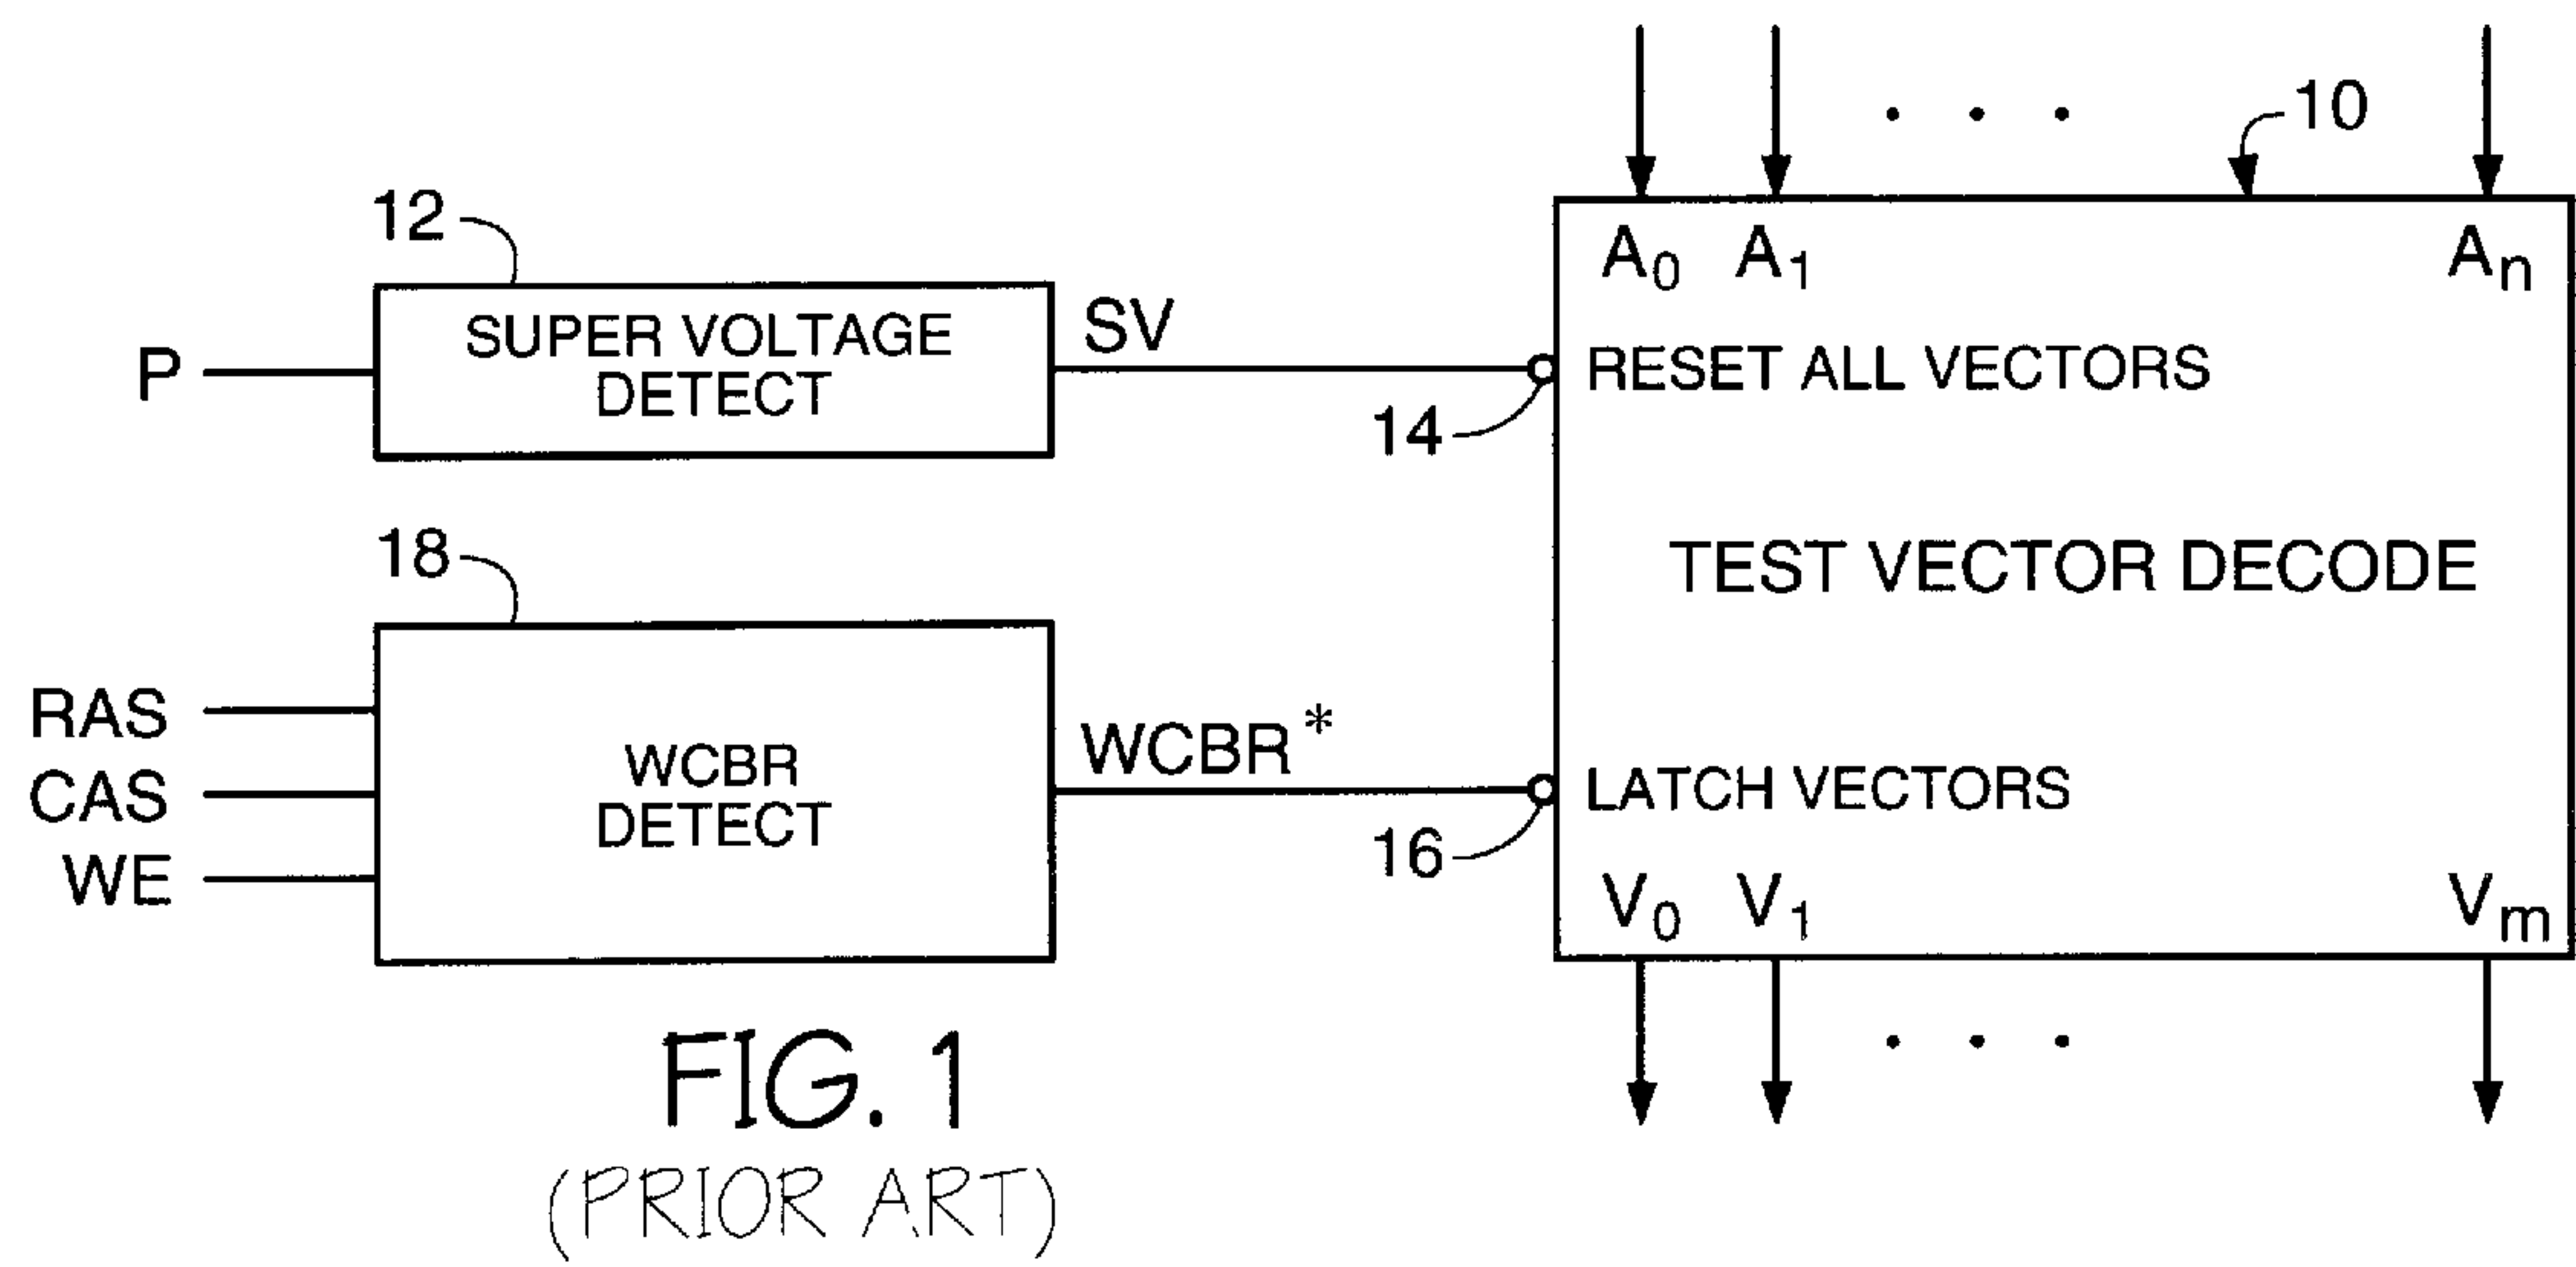 10
12
A0 A1 An
SUPER VOLTAGE
DETECT
SV
P
RESET ALL VECTORS
14
18
TEST VECTOR DECODE
RAS
CAS
WE
WCBR
DETECT
WCBR*
LATCH VECTORS
16
V0 V1 Vm
FIG. 1
(PRIOR ART)